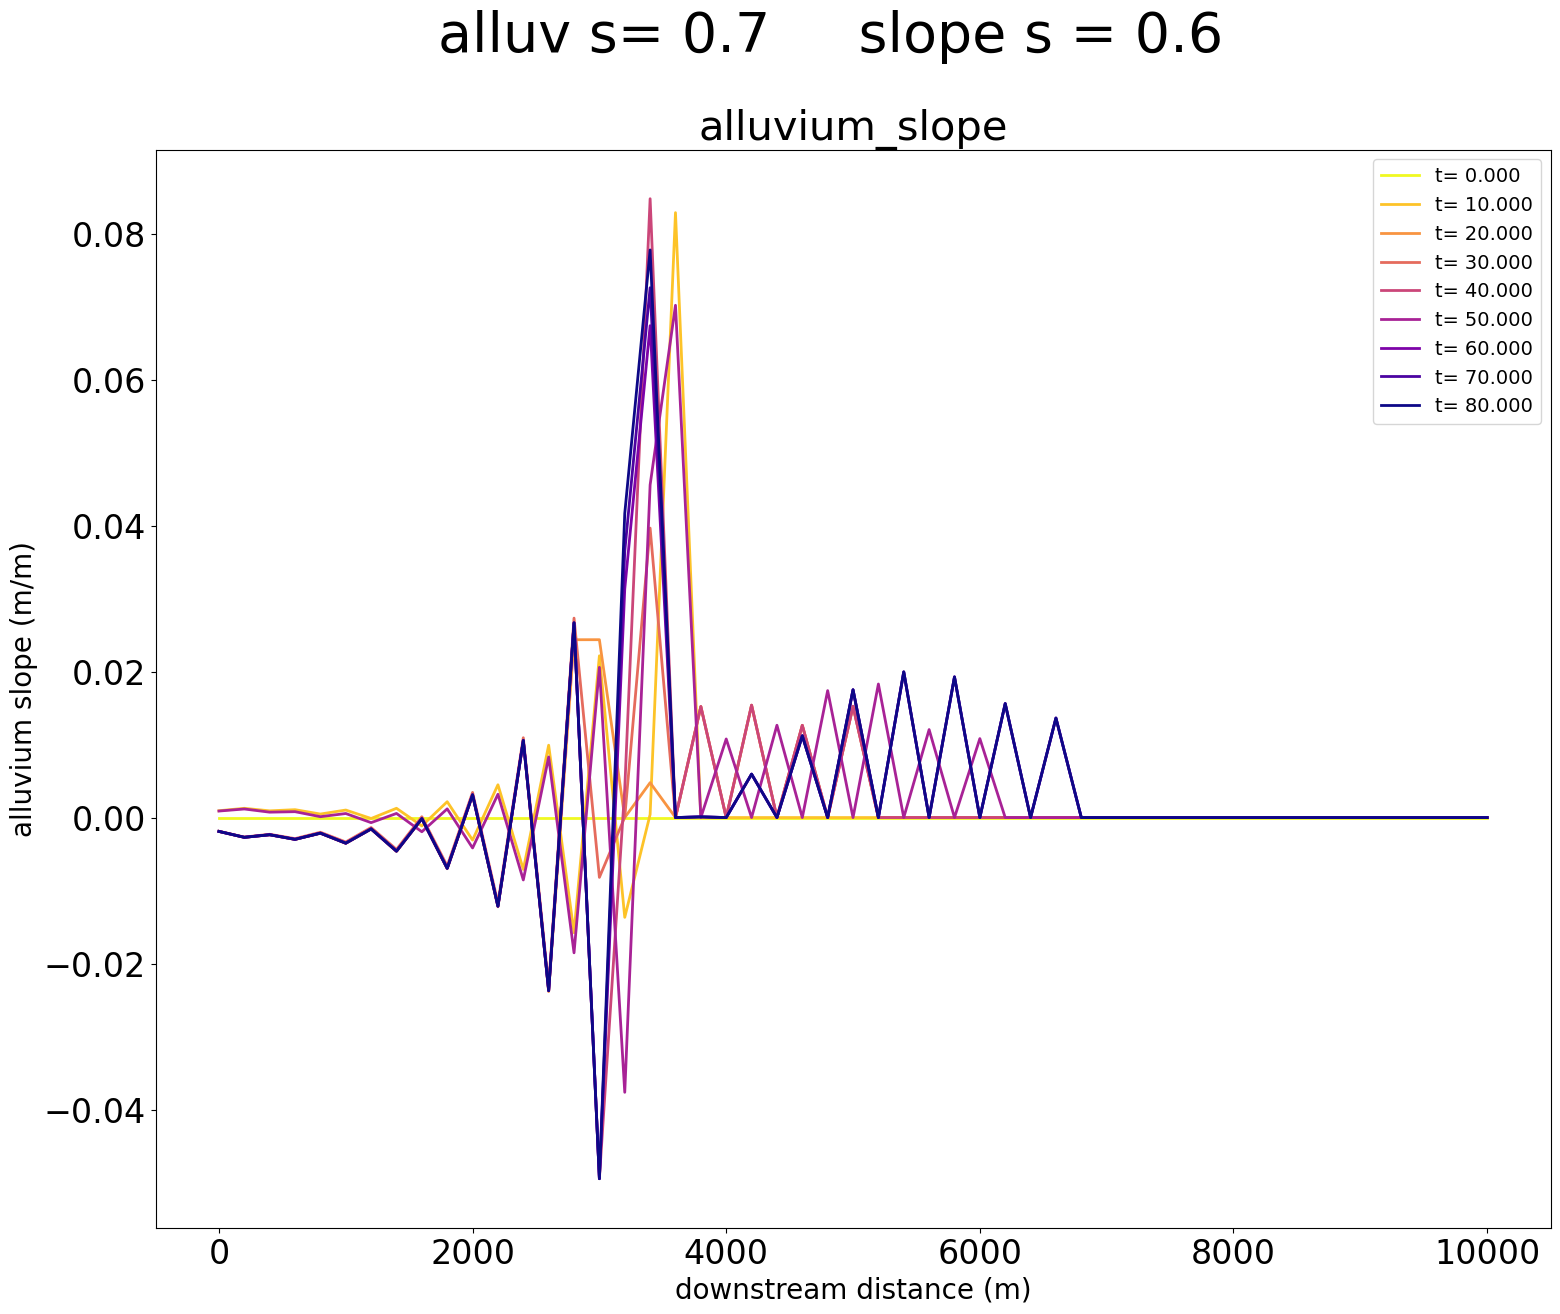 alluv s= 0.7 slope s = 0.6
alluvium_slope
t= 0.000
t= 10.000
t= 20.000
t= 30.000
t= 40.000
t= 50.000
t= 60.000
t= 70.000
t= 80.000
alluvium slope (m/m)
0.08
0.06
0.04
0.02
0.00
−0.02
−0.04
0 2000 4000 6000 8000 10000
downstream distance (m)